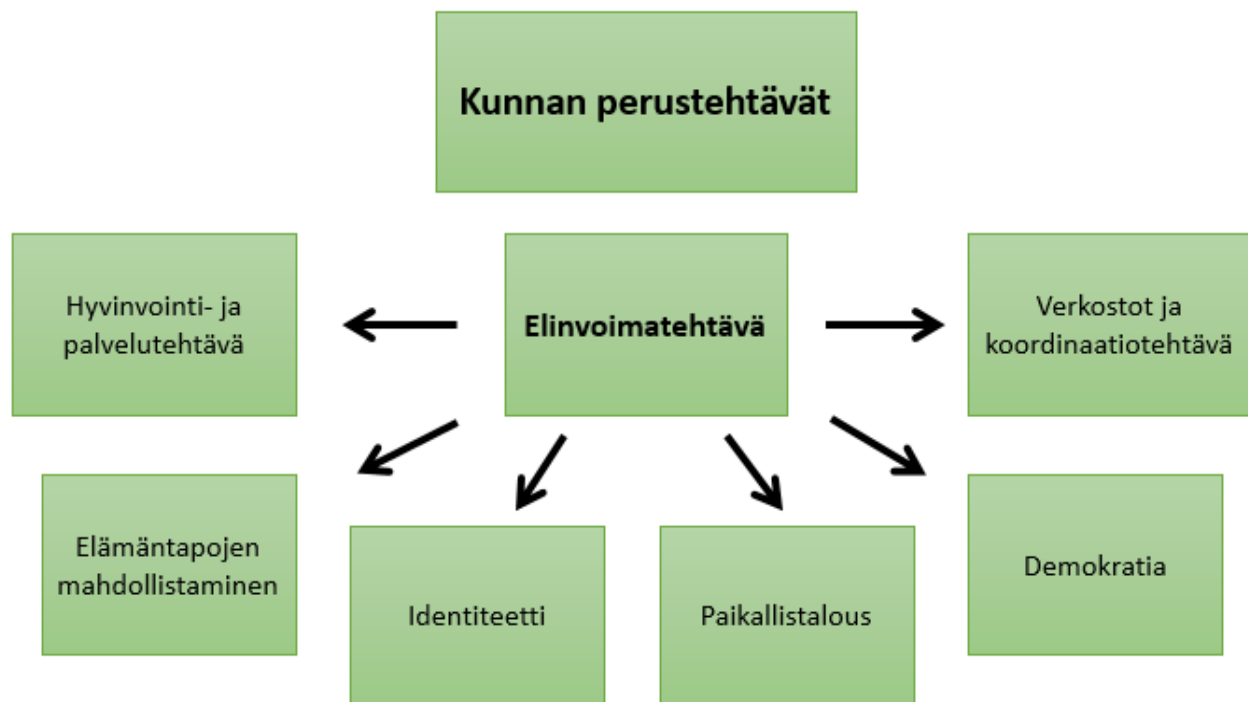 Kunnan perustehtävät
Hyvinvointi- ja
palvelutehtävä
Elinvoimatehtävä
Verkostot ja
koordinaatiotehtävä
Elämäntapojen
mahdollistaminen
Identiteetti
Paikallistalous
Demokratia